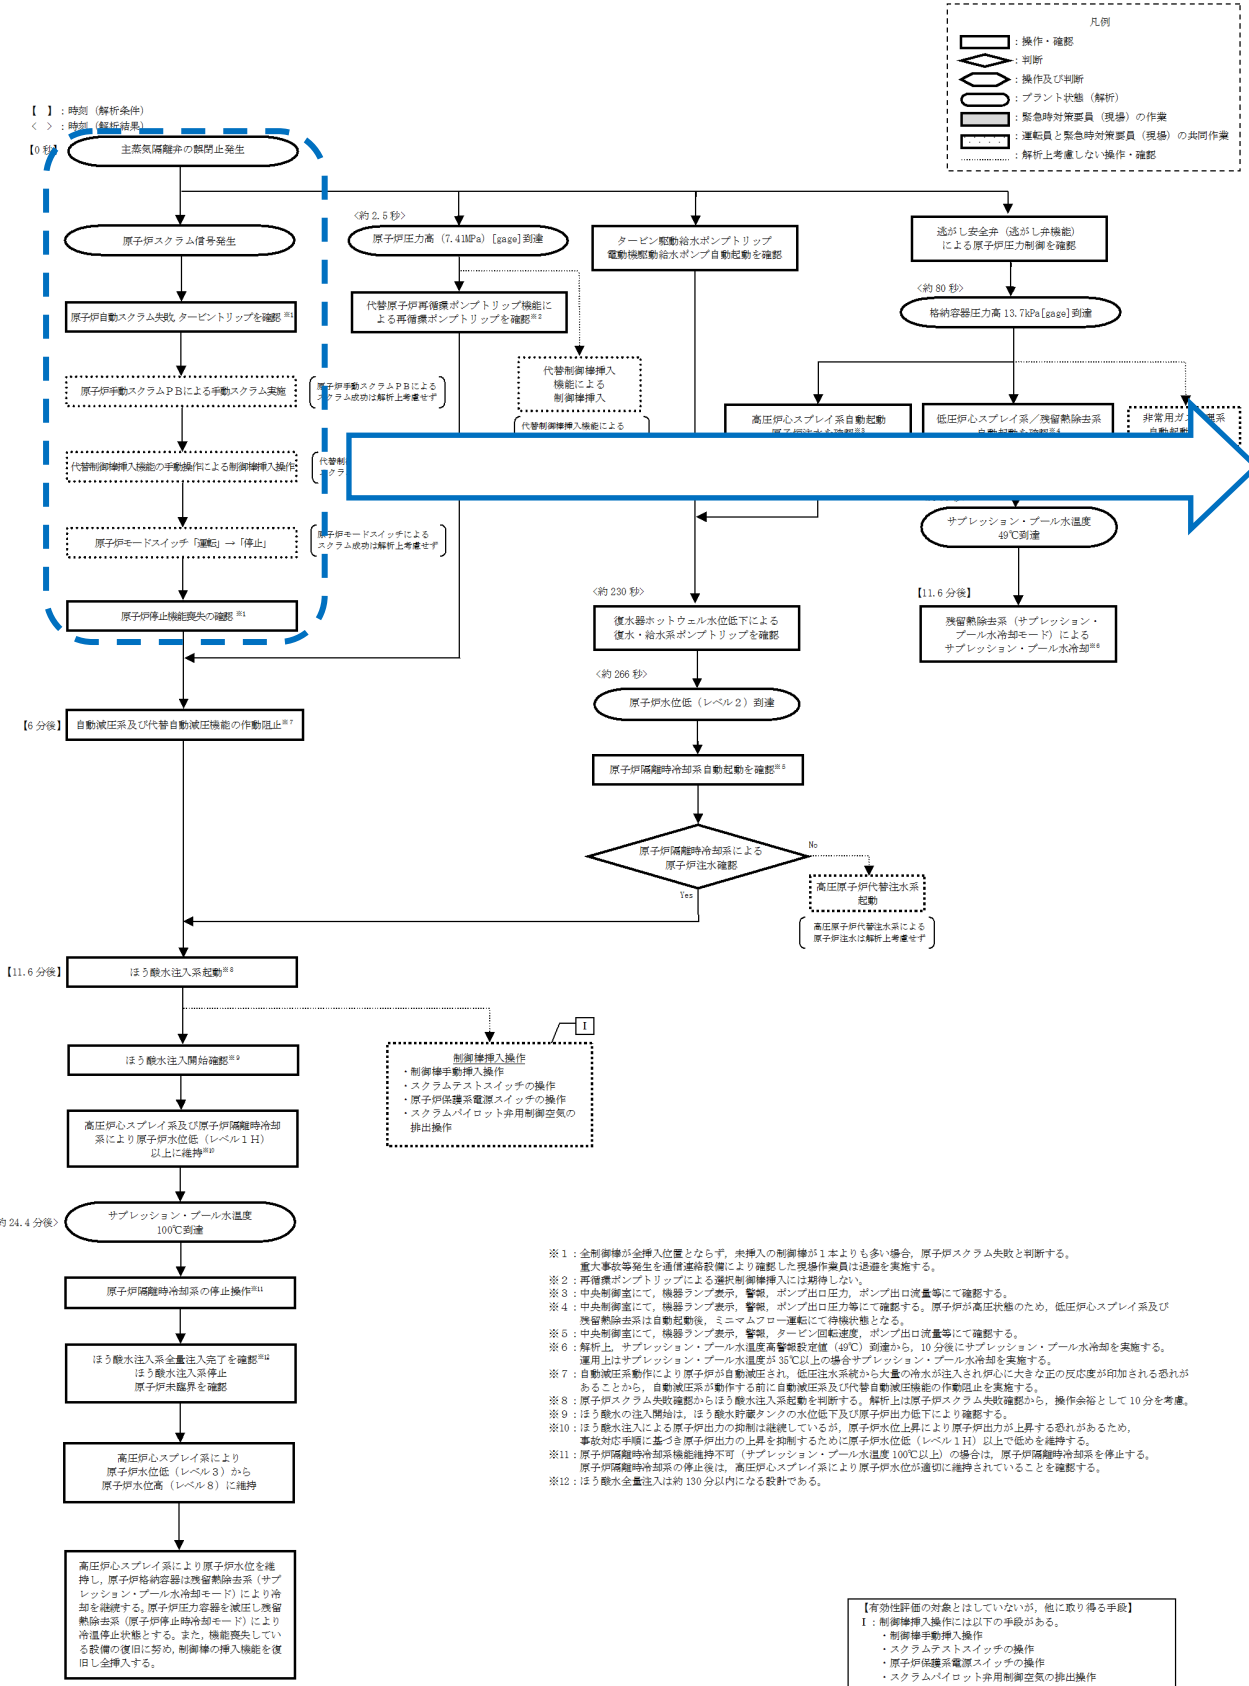 凡例
：操作・確認
：判断
：操作及び判断
：プラント状態（解析）
：緊急時対策要員（現場）の作業
：運転員と緊急時対策要員（現場）の共同作業
：解析上考慮しない操作・確認
【　】：時刻（解析条件）
＜　＞：時刻（解析結果）
【0 秒】
主蒸気隔離弁の誤閉止発生
原子炉スクラム信号発生
原子炉自動スクラム失敗,タービントリップを確認 ※1
原子炉手動スクラムＰＢによる手動スクラム実施
原子炉手動スクラムＰＢによる
スクラム成功は解析上考慮せず
代替制御棒挿入機能の手動操作による制御棒挿入操作
代替制
スクラ
原子炉モードスイッチ「運転」→「停止」
原子炉モードスイッチによる
スクラム成功は解析上考慮せず
原子炉停止機能喪失の確認 ※1
<約 2.5 秒>
原子炉圧力高（7.41MPa）[gage]到達
代替原子炉再循環ポンプトリップ機能に
よる再循環ポンプトリップを確認※2
代替制御棒挿入
機能による
制御棒挿入
代替制御棒挿入機能による
タービン駆動給水ポンプトリップ
電動機駆動給水ポンプ自動起動を確認
逃がし安全弁（逃がし弁機能）
による原子炉圧力制御を確認
<約 80 秒>
格納容器圧力高 13.7kPa[gage]到達
高圧炉心スプレイ系自動起動
原子炉注水を確認※3
低圧炉心スプレイ系／残留熱除去系
自動起動を確認※4
非常用ガス処理系
自動起動
サプレッション・プール水温度
49℃到達
【11.6 分後】
残留熱除去系（サプレッション・
プール水冷却モード）による
サプレッション・プール水冷却※6
<約 230 秒>
復水器ホットウェル水位低下による
復水・給水系ポンプトリップを確認
<約 266 秒>
原子炉水位低（レベル２）到達
原子炉隔離時冷却系自動起動を確認※5
原子炉隔離時冷却系による
原子炉注水確認
No
Yes
高圧原子炉代替注水系
起動
高圧原子炉代替注水系による
原子炉注水は解析上考慮せず
【6 分後】
自動減圧系及び代替自動減圧機能の作動阻止※7
【11.6 分後】
ほう酸水注入系起動※8
ほう酸水注入開始確認※9
Ⅰ
制御棒挿入操作
・制御棒手動挿入操作
・スクラムテストスイッチの操作
・原子炉保護系電源スイッチの操作
・スクラムパイロット弁用制御空気の
排出操作
高圧炉心スプレイ系及び原子炉隔離時冷却
系により原子炉水位低（レベル１Ｈ）
以上に維持※10
約 24.4 分後>
サプレッション・プール水温度
100℃到達
原子炉隔離時冷却系の停止操作※11
ほう酸水注入系全量注入完了を確認※12
ほう酸水注入系停止
原子炉未臨界を確認
高圧炉心スプレイ系により
原子炉水位低（レベル３）から
原子炉水位高（レベル８）に維持
高圧炉心スプレイ系により原子炉水位を維
持し,原子炉格納容器は残留熱除去系（サプ
レッション・プール水冷却モード）により冷
却を継続する。原子炉圧力容器を減圧し残留
熱除去系（原子炉停止時冷却モード）により
冷温停止状態とする。また,機能喪失してい
る設備の復旧に努め,制御棒の挿入機能を復
旧し全挿入する。
※１：全制御棒が全挿入位置とならず，未挿入の制御棒が１本よりも多い場合，原子炉スクラム失敗と判断する。
重大事故等発生を通信連絡設備により確認した現場作業員は退避を実施する。
※２：再循環ポンプトリップによる選択制御棒挿入には期待しない。
※３：中央制御室にて，機器ランプ表示，警報，ポンプ出口圧力，ポンプ出口流量等にて確認する。
※４：中央制御室にて，機器ランプ表示，警報，ポンプ出口圧力等にて確認する。原子炉が高圧状態のため，低圧炉心スプレイ系及び
残留熱除去系は自動起動後，ミニマムフロー運転にて待機状態となる。
※５：中央制御室にて，機器ランプ表示，警報，タービン回転速度，ポンプ出口流量等にて確認する。
※６：解析上，サプレッション・プール水温度高警報設定値（49℃）到達から，10 分後にサプレッション・プール水冷却を実施する。
運用上はサプレッション・プール水温度が 35℃以上の場合サプレッション・プール水冷却を実施する。
※７：自動減圧系動作により原子炉が自動減圧され，低圧注水系統から大量の冷水が注入され炉心に大きな正の反応度が印加される恐れが
あることから，自動減圧系が動作する前に自動減圧系及び代替自動減圧機能の作動阻止を実施する。
※８：原子炉スクラム失敗確認からほう酸水注入系起動を判断する。解析上は原子炉スクラム失敗確認から，操作余裕として 10 分を考慮。
※９：ほう酸水の注入開始は，ほう酸水貯蔵タンクの水位低下及び原子炉出力低下により確認する。
※10：ほう酸水注入による原子炉出力の抑制は継続しているが，原子炉水位上昇により原子炉出力が上昇する恐れがあるため，
事故対応手順に基づき原子炉出力の上昇を抑制するために原子炉水位低（レベル１Ｈ）以上で低めを維持する。
※11：原子炉隔離時冷却系機能維持不可（サプレッション・プール水温度 100℃以上）の場合は，原子炉隔離時冷却系を停止する。
原子炉隔離時冷却系の停止後は，高圧炉心スプレイ系により原子炉水位が適切に維持されていることを確認する。
※12：ほう酸水全量注入は約 130 分以内になる設計である。
【有効性評価の対象とはしていないが，他に取り得る手段】
Ⅰ：制御棒挿入操作には以下の手段がある。
・制御棒手動挿入操作
・スクラムテストスイッチの操作
・原子炉保護系電源スイッチの操作
・スクラムパイロット弁用制御空気の排出操作